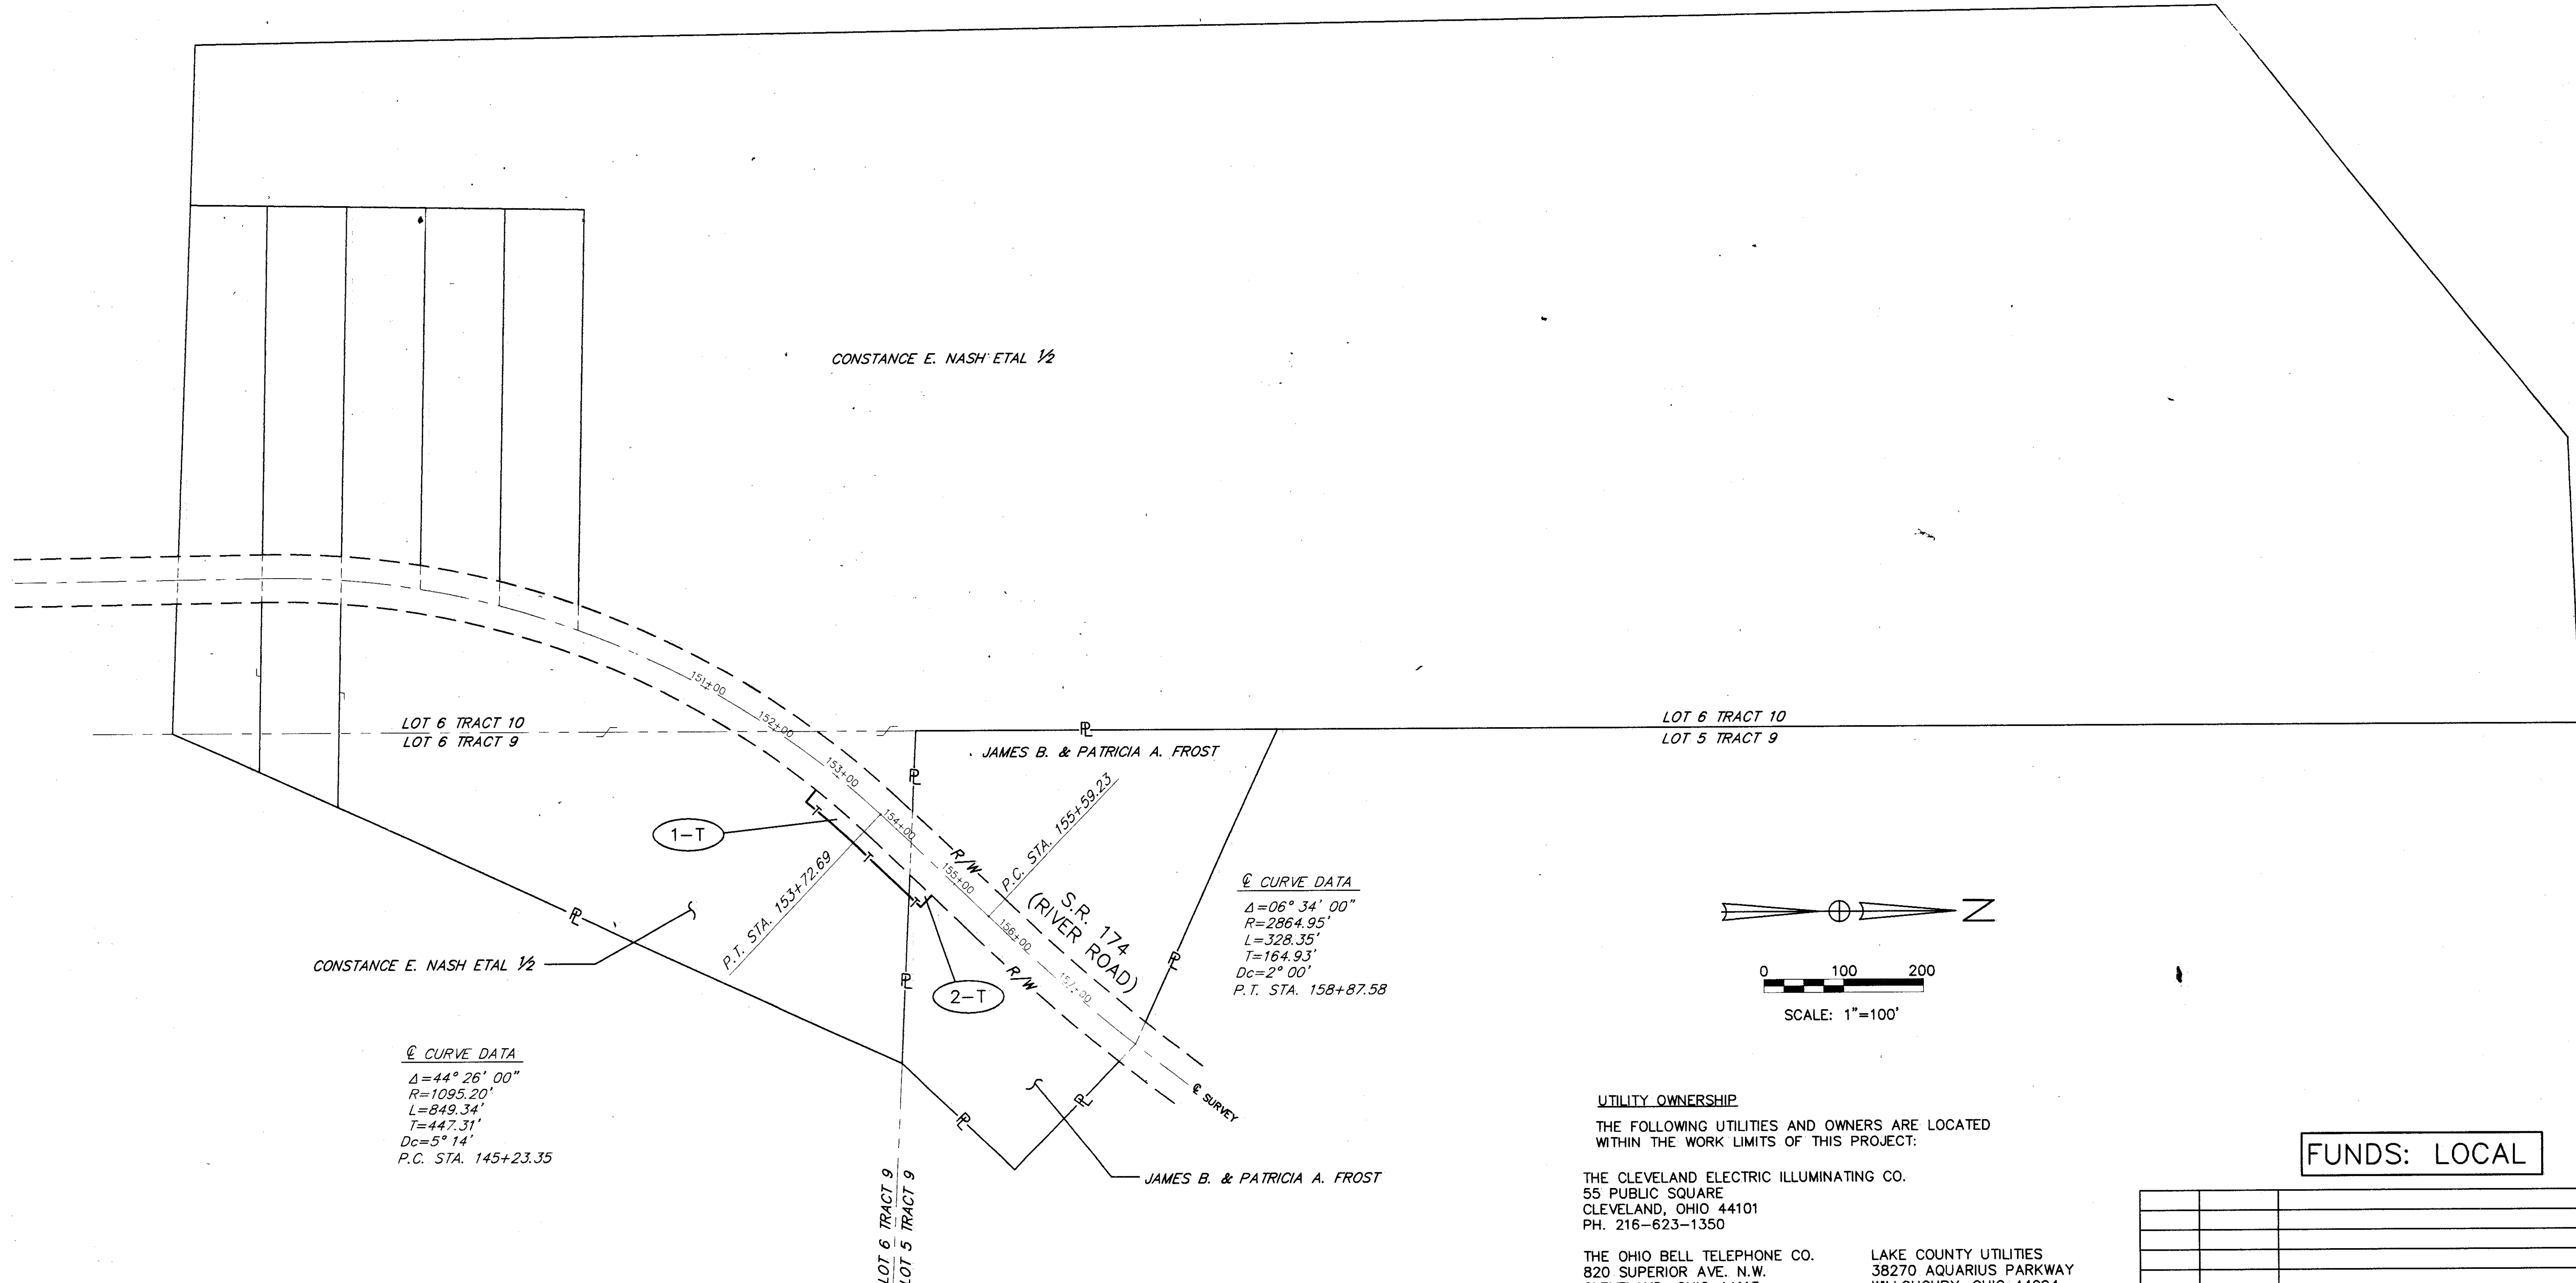 CONSTANCE E. NASH ETAL 1/2
151+00
152+00
153+00
154+00
155+00
156+00
157+00
LOT 6 TRACT 10
LOT 6 TRACT 9
LOT 6 TRACT 10
LOT 5 TRACT 9
JAMES B. & PATRICIA A. FROST
1-T
P.T. STA. 153+72.69
P.C. STA. 155+59.23
R/W
R/W
S.R. 174
(RIVER ROAD)
2-T
CONSTANCE E. NASH ETAL 1/2
℄ CURVE DATA
Δ=06° 34' 00"
R=2864.95'
L=328.35'
T=164.93'
Dc=2° 00'
P.T. STA. 158+87.58
N
0 100 200
SCALE: 1"=100'
℄ CURVE DATA
Δ=44° 26' 00"
R=1095.20'
L=849.34'
T=447.31'
Dc=5° 14'
P.C. STA. 145+23.35
℄ SURVEY
JAMES B. & PATRICIA A. FROST
LOT 6 TRACT 9
LOT 5 TRACT 9
UTILITY OWNERSHIP
THE FOLLOWING UTILITIES AND OWNERS ARE LOCATED
WITHIN THE WORK LIMITS OF THIS PROJECT:
THE CLEVELAND ELECTRIC ILLUMINATING CO.
55 PUBLIC SQUARE
CLEVELAND, OHIO 44101
PH. 216-623-1350
THE OHIO BELL TELEPHONE CO.
820 SUPERIOR AVE. N.W.
LAKE COUNTY UTILITIES
38270 AQUARIUS PARKWAY
FUNDS: LOCAL